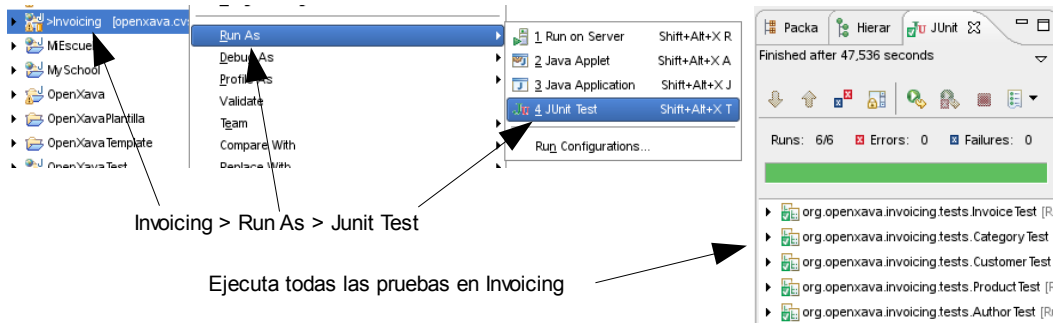 >Invoicing [openxava.cvs
MiEscuela
MySchool
OpenXava
OpenXavaPlantilla
OpenXavaTemplate
OpenXavaTest
Run As
Debug As
Profile As
Validate
Team
Compare With
Replace With
1 Run on Server Shift+Alt+X R
2 Java Applet Shift+Alt+X A
3 Java Application Shift+Alt+X J
4 JUnit Test Shift+Alt+X T
Run Configurations...
Packa Hierar JUnit
Finished after 47,536 seconds
Runs: 6/6 Errors: 0 Failures: 0
org.openxava.invoicing.tests.InvoiceTest [R
org.openxava.invoicing.tests.CategoryTest
org.openxava.invoicing.tests.CustomerTest
org.openxava.invoicing.tests.ProductTest [R
org.openxava.invoicing.tests.AuthorTest [R
Invoicing > Run As > Junit Test
Ejecuta todas las pruebas en Invoicing